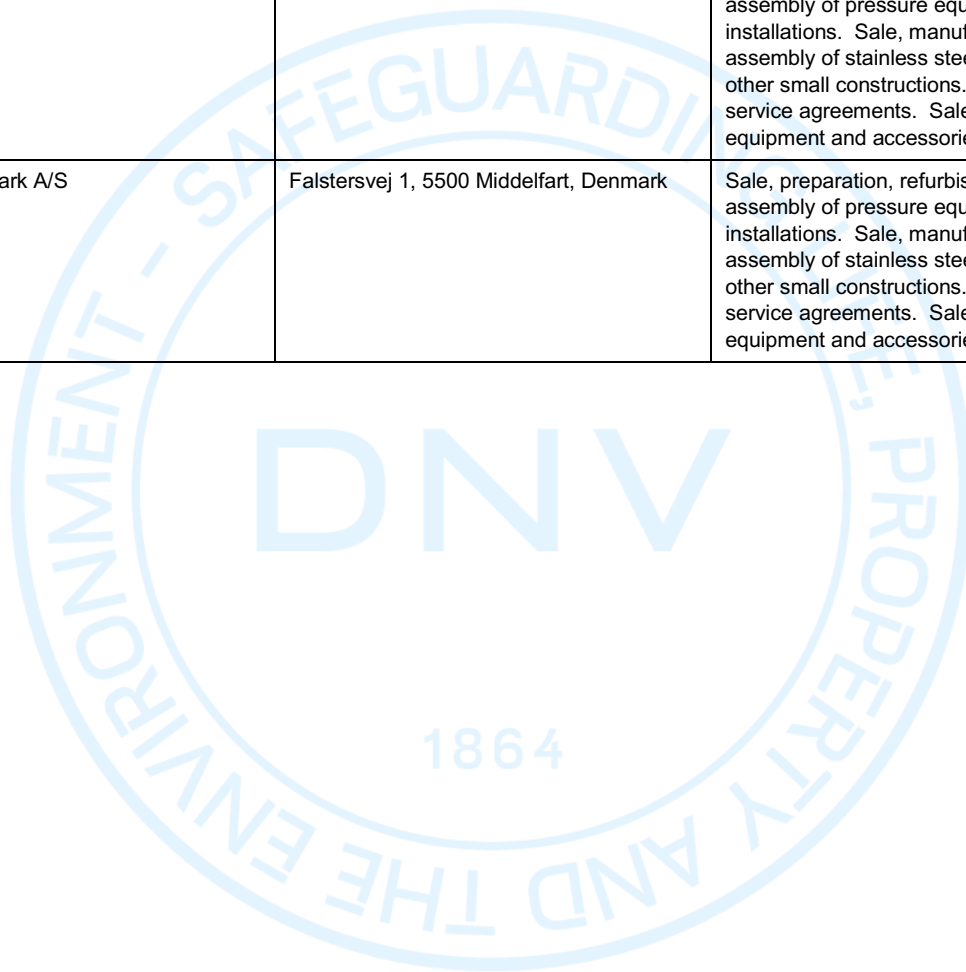 assembly of pressure equ
installations.  Sale, manuf
assembly of stainless stee
other small constructions.
service agreements.  Sale
equipment and accessorie
ark A/S
Falstersvej 1, 5500 Middelfart, Denmark
Sale, preparation, refurbis
assembly of pressure equ
installations.  Sale, manuf
assembly of stainless stee
other small constructions.
service agreements.  Sale
equipment and accessorie
SAFEGUARDING LIFE, PROPERTY AND THE ENVIRONMENT -
DNV
1864